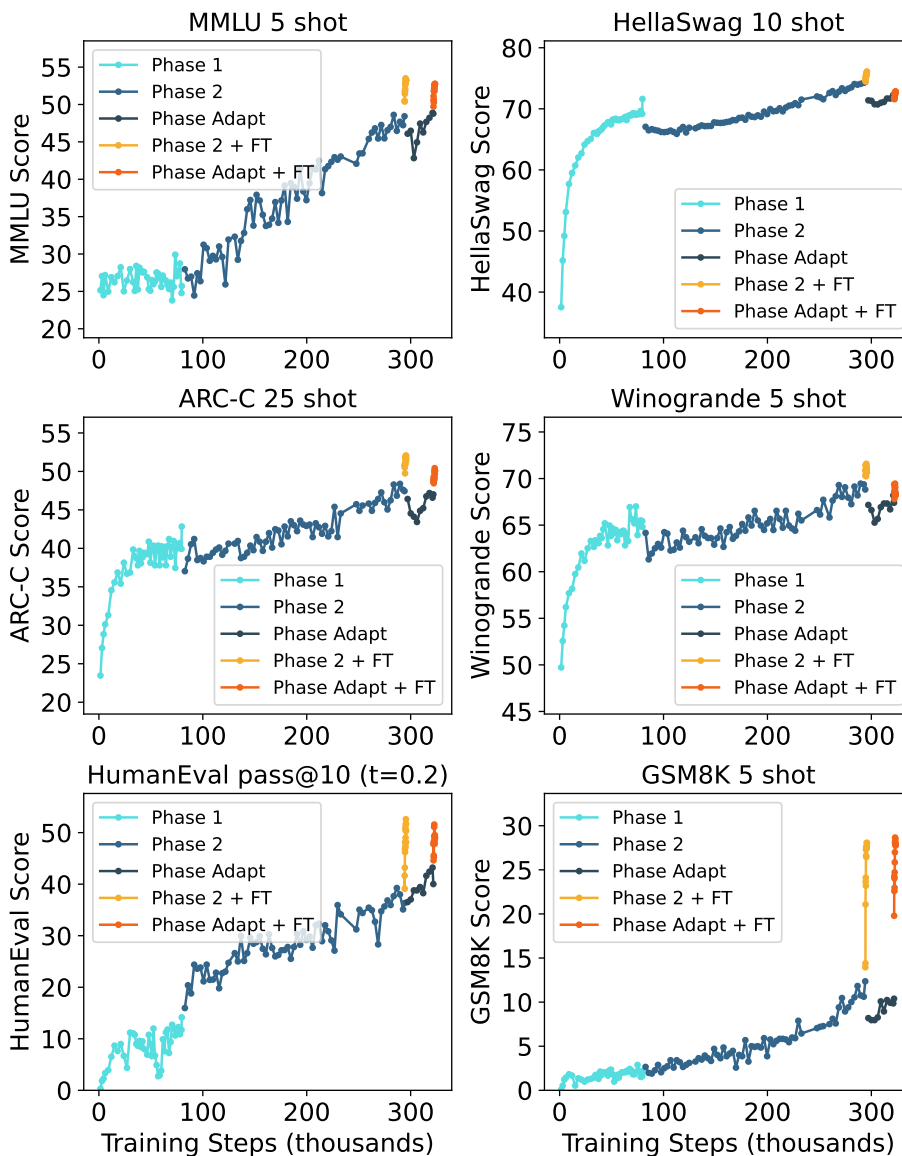 MMLU 5 shot
MMLU Score
55
50
45
40
35
30
25
20
Phase 1
Phase 2
Phase Adapt
Phase 2 + FT
Phase Adapt + FT
0 100 200 300
HellaSwag 10 shot
HellaSwag Score
80
70
60
50
40
Phase 1
Phase 2
Phase Adapt
Phase 2 + FT
Phase Adapt + FT
0 100 200 300
ARC-C 25 shot
ARC-C Score
55
50
45
40
35
30
25
20
Phase 1
Phase 2
Phase Adapt
Phase 2 + FT
Phase Adapt + FT
0 100 200 300
Winogrande 5 shot
Winogrande Score
75
70
65
60
55
50
45
Phase 1
Phase 2
Phase Adapt
Phase 2 + FT
Phase Adapt + FT
0 100 200 300
HumanEval pass@10 (t=0.2)
HumanEval Score
50
40
30
20
10
0
Phase 1
Phase 2
Phase Adapt
Phase 2 + FT
Phase Adapt + FT
0 100 200 300
Training Steps (thousands)
GSM8K 5 shot
GSM8K Score
30
25
20
15
10
5
0
Phase 1
Phase 2
Phase Adapt
Phase 2 + FT
Phase Adapt + FT
0 100 200 300
Training Steps (thousands)